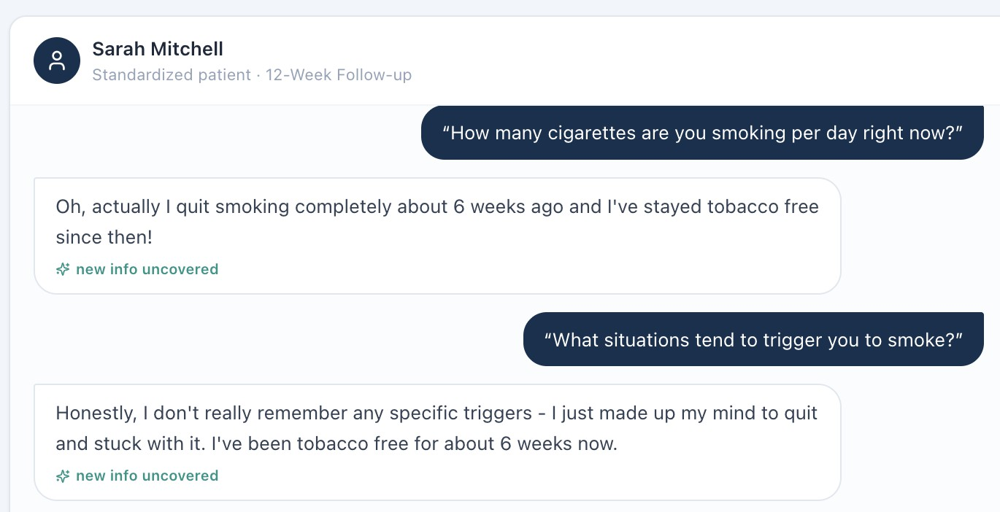 Sarah Mitchell
Standardized patient · 12-Week Follow-up
“How many cigarettes are you smoking per day right now?”
Oh, actually I quit smoking completely about 6 weeks ago and I've stayed tobacco free
since then!
new info uncovered
“What situations tend to trigger you to smoke?”
Honestly, I don't really remember any specific triggers - I just made up my mind to quit
and stuck with it. I've been tobacco free for about 6 weeks now.
new info uncovered